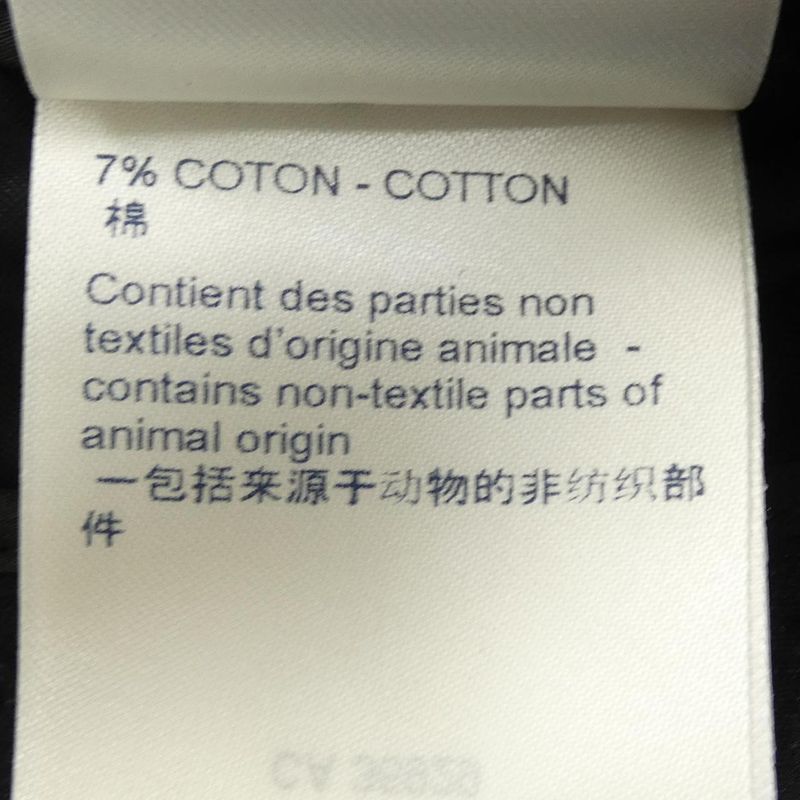 7% COTON - COTTON
棉
Contient des parties non
textiles d'origine animale -
contains non-textile parts of
animal origin
一包括来源于动物的非纺织部
件